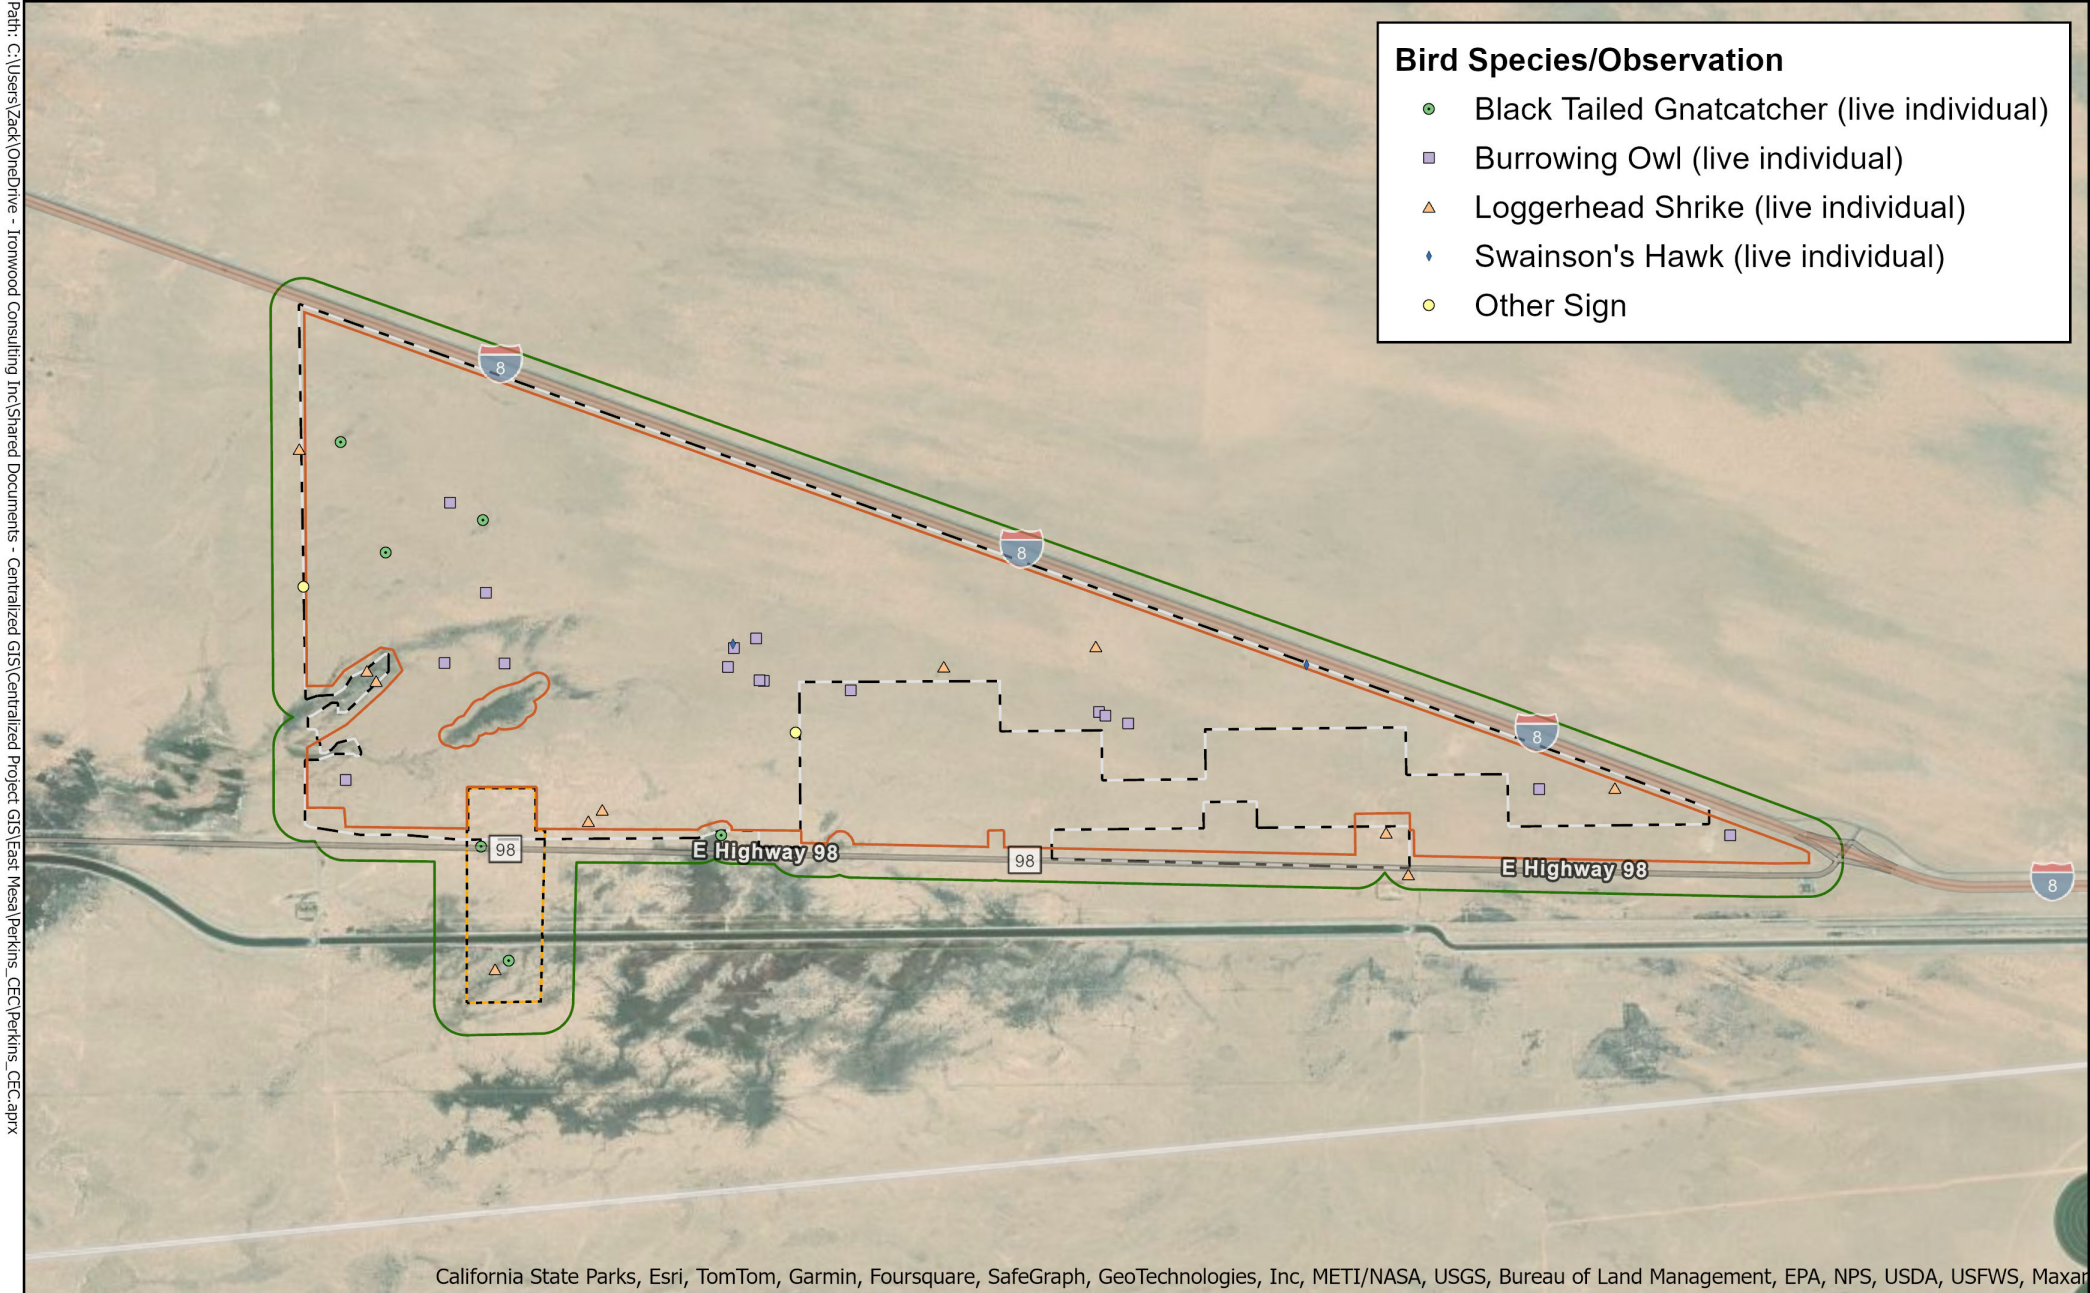 Path: C:\Users\Zack\OneDrive - Ironwood Consulting Inc\Shared Documents - Centralized GIS\Centralized Project GIS\East Mesa\Perkins_CEC\Perkins_CEC.aprx
Bird Species/Observation
Black Tailed Gnatcatcher (live individual)
Burrowing Owl (live individual)
Loggerhead Shrike (live individual)
Swainson's Hawk (live individual)
Other Sign
8
8
8
98
E Highway 98
98
E Highway 98
8
California State Parks, Esri, TomTom, Garmin, Foursquare, SafeGraph, GeoTechnologies, Inc, METI/NASA, USGS, Bureau of Land Management, EPA, NPS, USDA, USFWS, Maxar